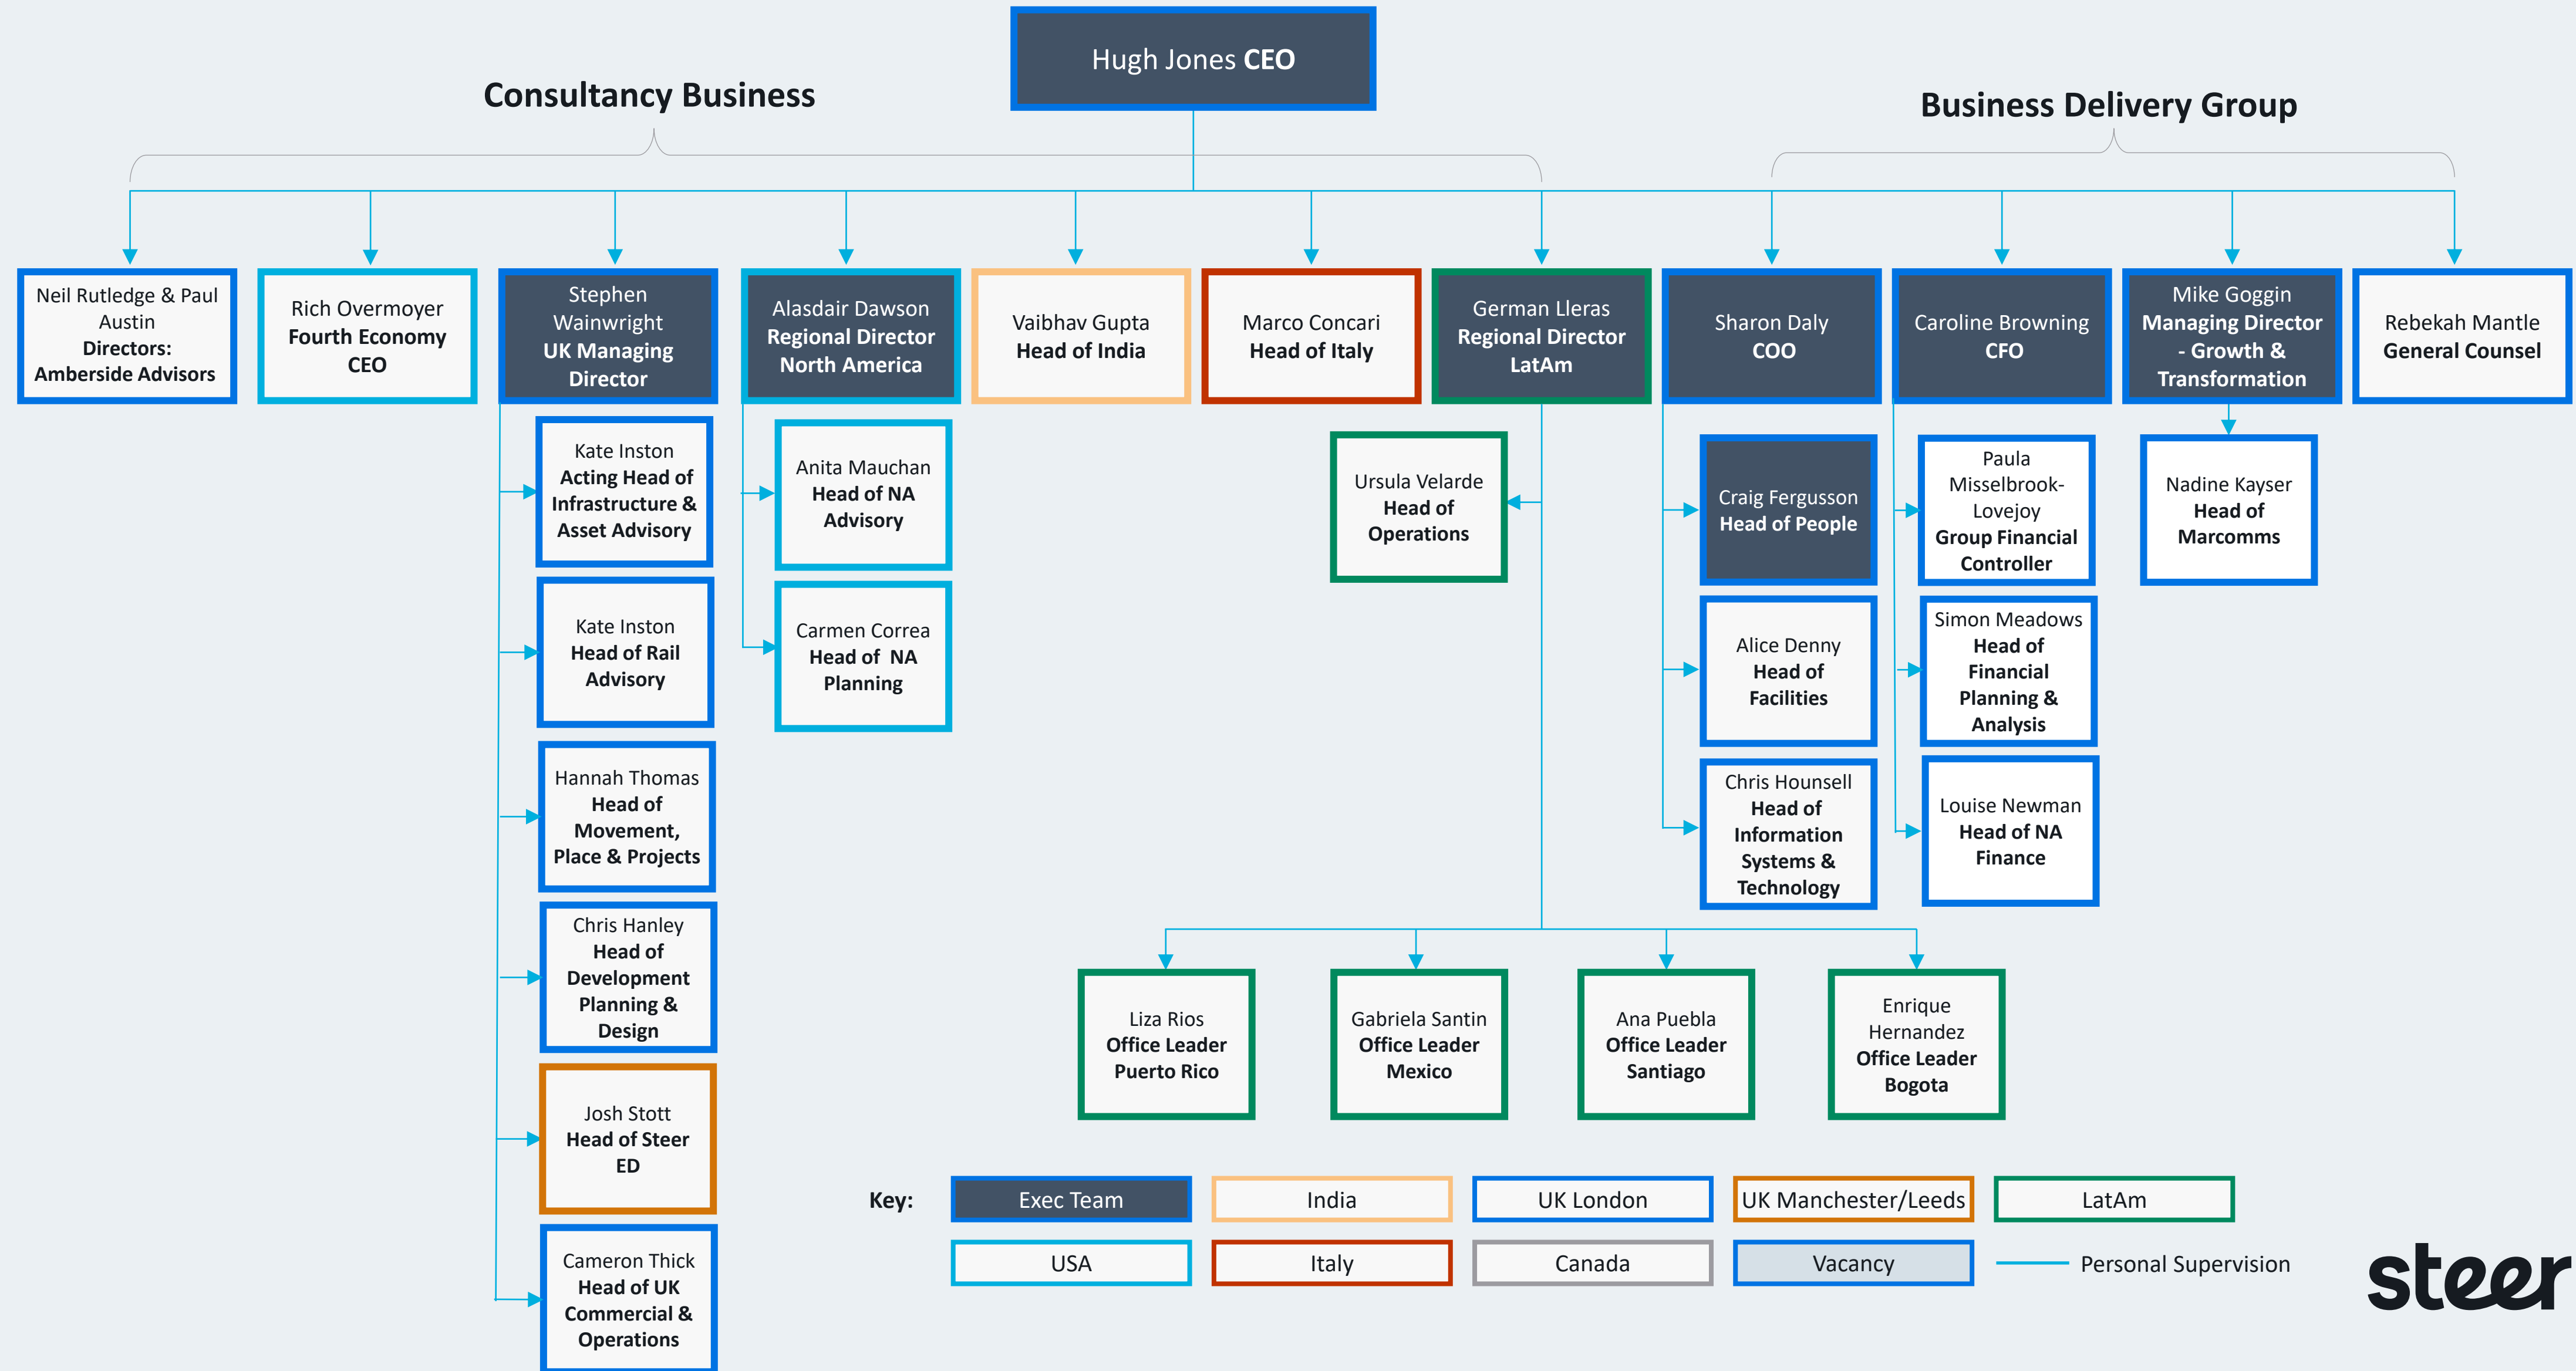 Hugh Jones CEO
Consultancy Business
Business Delivery Group
Neil Rutledge & Paul
Austin
Directors:
Amberside Advisors
Rich Overmoyer
Fourth Economy
CEO
Stephen
Wainwright
UK Managing
Director
Alasdair Dawson
Regional Director
North America
Vaibhav Gupta
Head of India
Marco Concari
Head of Italy
German Lleras
Regional Director
LatAm
Sharon Daly
COO
Caroline Browning
CFO
Mike Goggin
Managing Director
- Growth &
Transformation
Rebekah Mantle
General Counsel
Kate Inston
Acting Head of
Infrastructure &
Asset Advisory
Kate Inston
Head of Rail
Advisory
Hannah Thomas
Head of
Movement,
Place & Projects
Chris Hanley
Head of
Development
Planning &
Design
Josh Stott
Head of Steer
ED
Cameron Thick
Head of UK
Commercial &
Operations
Anita Mauchan
Head of NA
Advisory
Carmen Correa
Head of NA
Planning
Ursula Velarde
Head of
Operations
Liza Rios
Office Leader
Puerto Rico
Gabriela Santin
Office Leader
Mexico
Ana Puebla
Office Leader
Santiago
Enrique
Hernandez
Office Leader
Bogota
Craig Fergusson
Head of People
Alice Denny
Head of
Facilities
Chris Hounsell
Head of
Information
Systems &
Technology
Paula
Misselbrook-
Lovejoy
Group Financial
Controller
Simon Meadows
Head of
Financial
Planning &
Analysis
Louise Newman
Head of NA
Finance
Nadine Kayser
Head of
Marcomms
Key:
Exec Team
India
UK London
UK Manchester/Leeds
LatAm
USA
Italy
Canada
Vacancy
Personal Supervision
steer